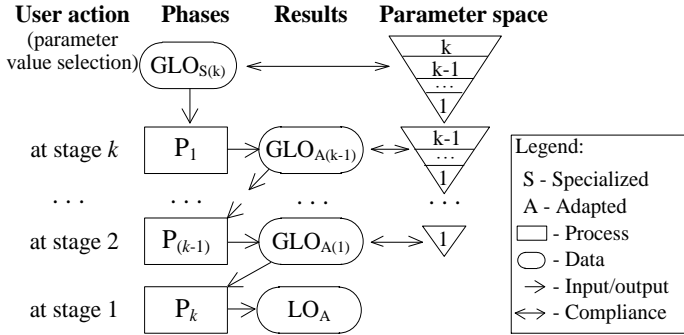 User action Phases Results Parameter space
(parameter
value selection)
GLO_S(k)
k
k-1
...
1
at stage k P_1 GLO_A(k-1)
k-1
...
1
. . . . . . . . . . . .
at stage 2 P_(k-1) GLO_A(1) 1
at stage 1 P_k LO_A
Legend:
S - Specialized
A - Adapted
- Process
- Data
- Input/output
- Compliance